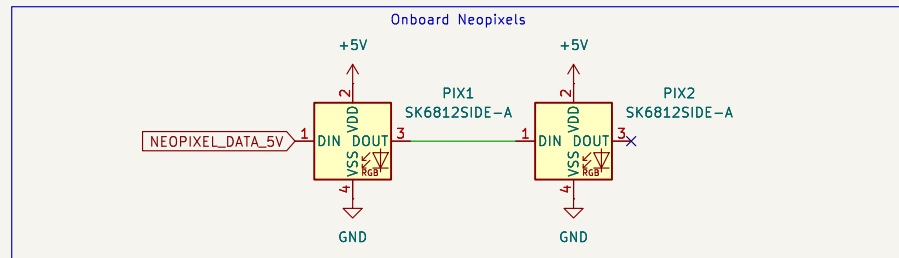 Onboard Neopixels
+5V
+5V
PIX1
SK6812SIDE-A
PIX2
SK6812SIDE-A
2
VDD
2
VDD
NEOPIXEL_DATA_5V
1
DIN
DOUT
3
1
DIN
DOUT
3
VSS
RGB
VSS
RGB
4
4
GND
GND